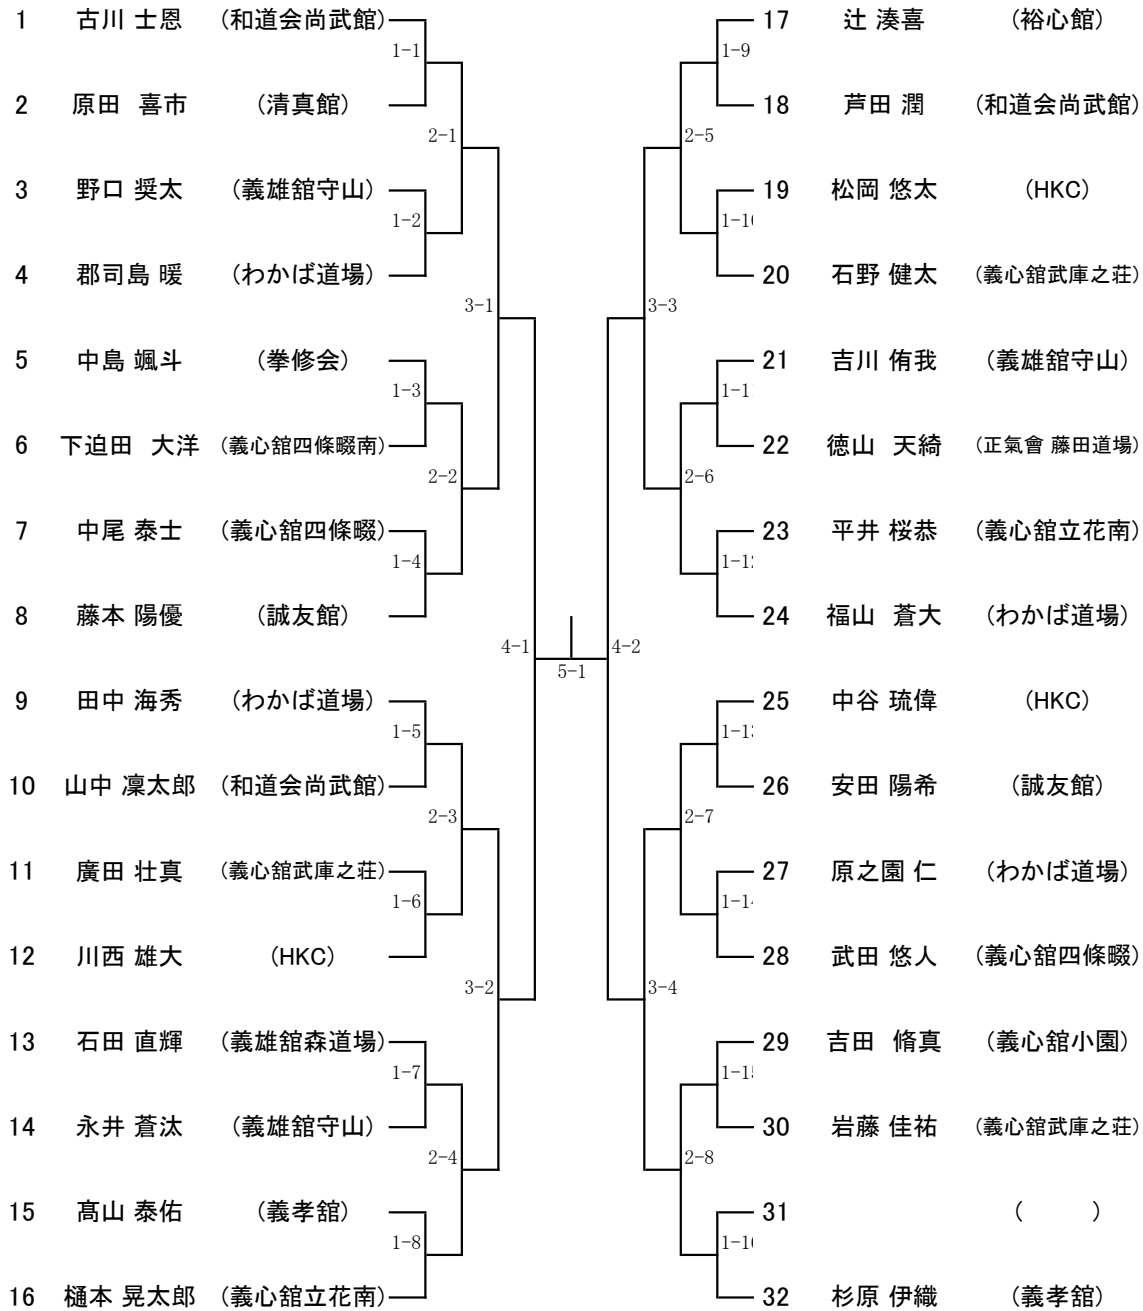 1 古川 士恩 (和道会尚武館)
1-1
2 原田 喜市 (清真館)
2-1
3 野口 奨太 (義雄舘守山)
1-2
4 郡司島 暖 (わかば道場)
3-1
5 中島 颯斗 (拳修会)
1-3
6 下迫田 大洋 (義心舘四條畷南)
2-2
7 中尾 泰士 (義心舘四條畷)
1-4
8 藤本 陽優 (誠友館)
4-1
9 田中 海秀 (わかば道場)
1-5
10 山中 凜太郎 (和道会尚武館)
2-3
11 廣田 壮真 (義心舘武庫之荘)
1-6
12 川西 雄大 (HKC)
3-2
13 石田 直輝 (義雄舘森道場)
1-7
14 永井 蒼汰 (義雄舘守山)
2-4
15 髙山 泰佑 (義孝舘)
1-8
16 樋本 晃太郎 (義心舘立花南)
5-1
17 辻 湊喜 (裕心館)
1-9
18 芦田 潤 (和道会尚武館)
2-5
19 松岡 悠太 (HKC)
1-10
20 石野 健太 (義心舘武庫之荘)
3-3
21 吉川 侑我 (義雄舘守山)
1-1
22 徳山 天綺 (正氣會 藤田道場)
2-6
23 平井 桜恭 (義心舘立花南)
1-12
24 福山 蒼大 (わかば道場)
4-2
25 中谷 琉偉 (HKC)
1-13
26 安田 陽希 (誠友館)
2-7
27 原之園 仁 (わかば道場)
1-14
28 武田 悠人 (義心舘四條畷)
3-4
29 吉田 脩真 (義心舘小園)
1-15
30 岩藤 佳祐 (義心舘武庫之荘)
2-8
31 ( )
1-16
32 杉原 伊織 (義孝舘)